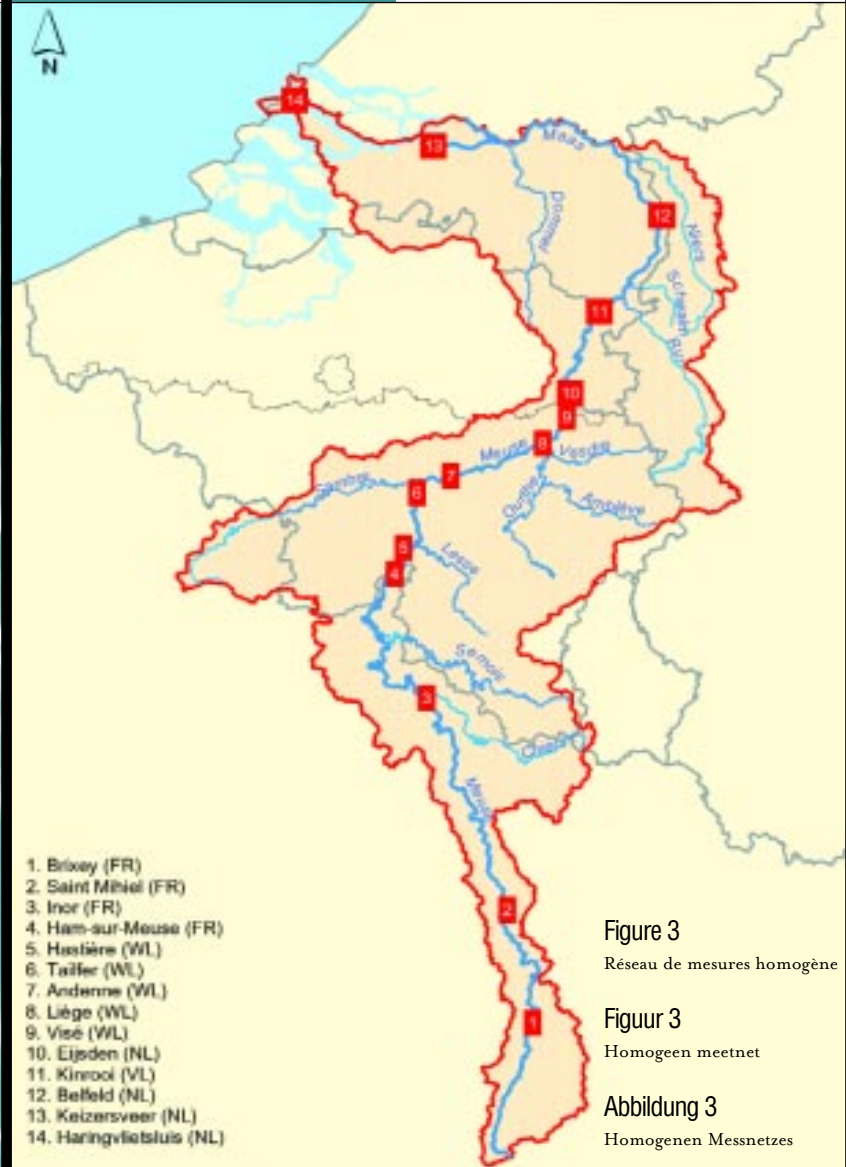 N
14
13
Maas
Dommel
12
Niers
Schwalm
Rur
11
10
9
8
Meuse
Vesdre
7
Sambre
6
Ourthe
Amblève
5
Lesse
4
Semois
3
Chiers
Meuse
2
1
1. Brixey (FR)
2. Saint Mihiel (FR)
3. Inor (FR)
4. Ham-sur-Meuse (FR)
5. Hastière (WL)
6. Tailfer (WL)
7. Andenne (WL)
8. Liège (WL)
9. Visé (WL)
10. Eijsden (NL)
11. Kinrooi (VL)
12. Belfeld (NL)
13. Keizersveer (NL)
14. Haringvlietsluis (NL)
Figure 3
Réseau de mesures homogène
Figuur 3
Homogeen meetnet
Abbildung 3
Homogenen Messnetzes